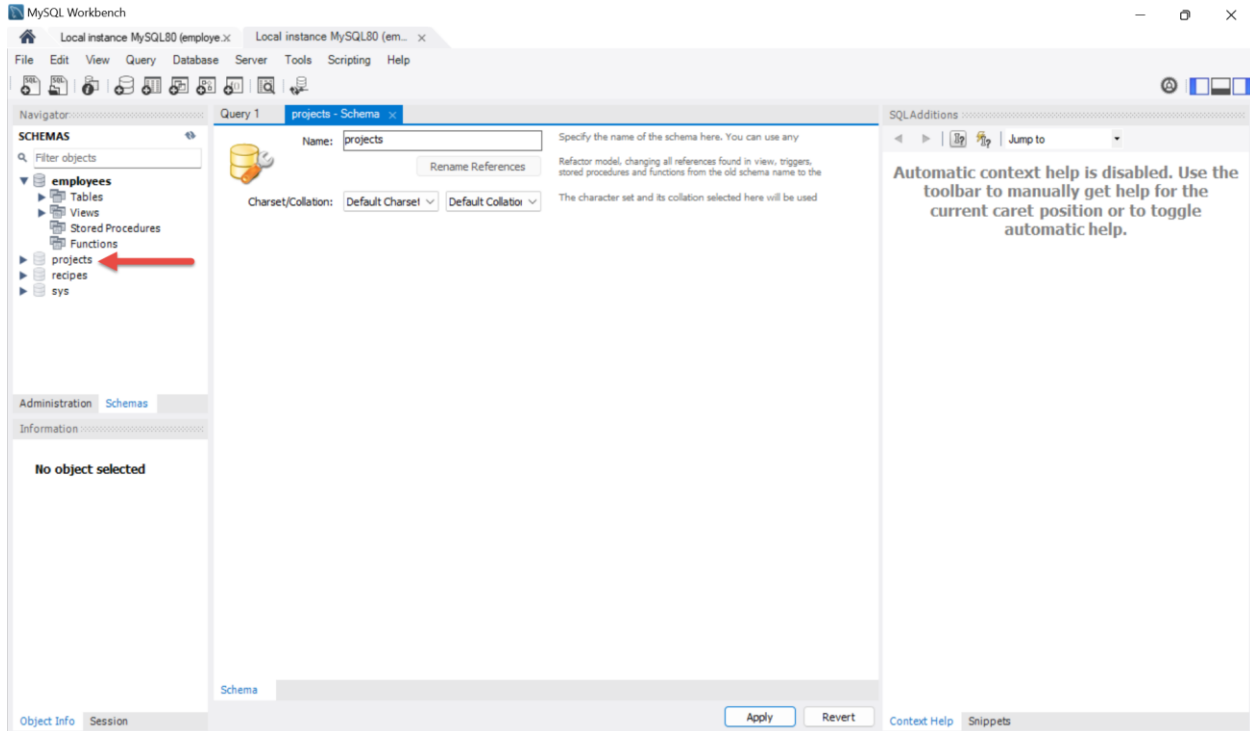 MySQL Workbench
Local instance MySQL80 (employe x
Local instance MySQL80 (em... x
File Edit View Query Database Server Tools Scripting Help
Navigator
SCHEMAS
Filter objects
employees
Tables
Views
Stored Procedures
Functions
projects
recipes
sys
Administration Schemas
Information
No object selected
Object Info Session
Query 1
projects - Schema x
Name: projects
Specify the name of the schema here. You can use any
Rename References
Refactor model, changing all references found in view, triggers,
stored procedures and functions from the old schema name to the
Charset/Collation: Default Charset Default Collation
The character set and its collation selected here will be used
Schema
Apply Revert
SQLAdditions
Jump to
Automatic context help is disabled. Use the
toolbar to manually get help for the
current caret position or to toggle
automatic help.
Context Help Snippets